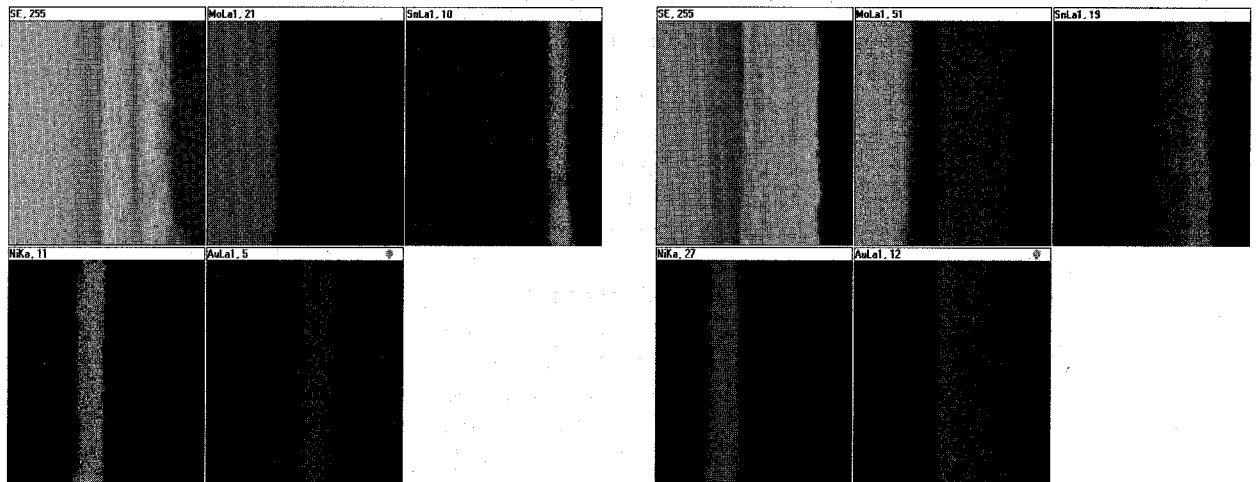 SE, 255 MoLa1, 21 SnLa1, 10
NiKa, 11 AuLa1, 5
SE, 255 MoLa1, 51 SnLa1, 19
NiKa, 27 AuLa1, 12